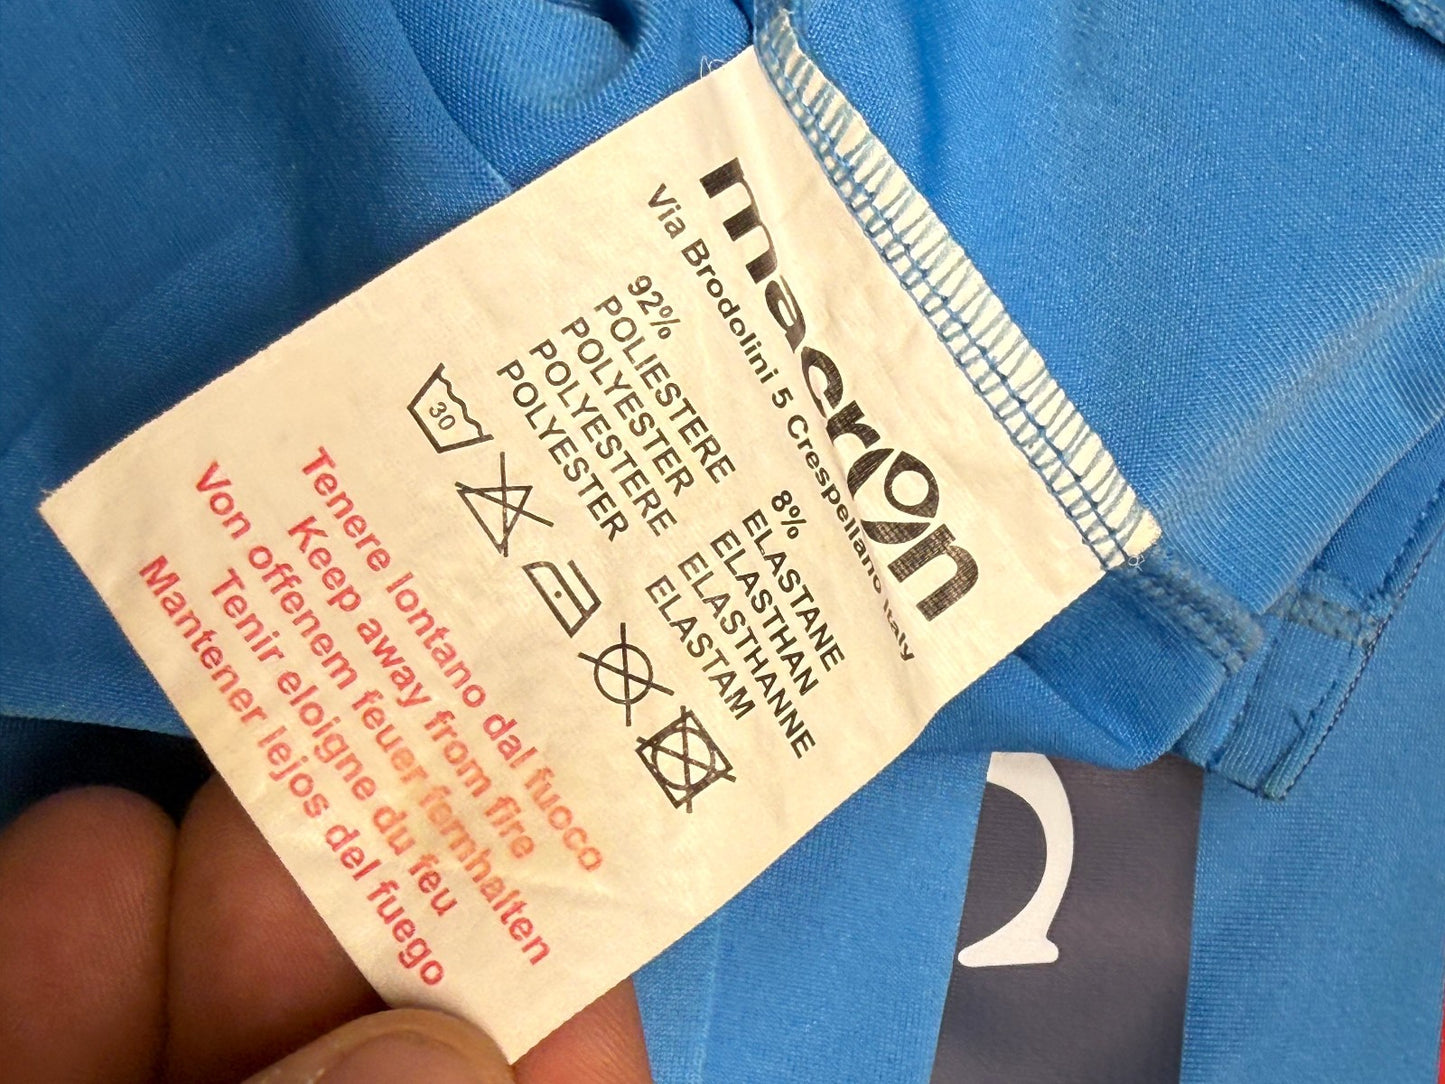 macron
Via Brodolini 5 Crespellano Italy
92%
POLIESTERE
POLYESTER
POLYESTERE
POLYESTER
8%
ELASTANE
ELASTHAN
ELASTHANNE
ELASTAM
30
Tenere lontano dal fuoco
Keep away from fire
Von offenem feuer fernhalten
Tenir eloigne du feu
Mantener lejos del fuego